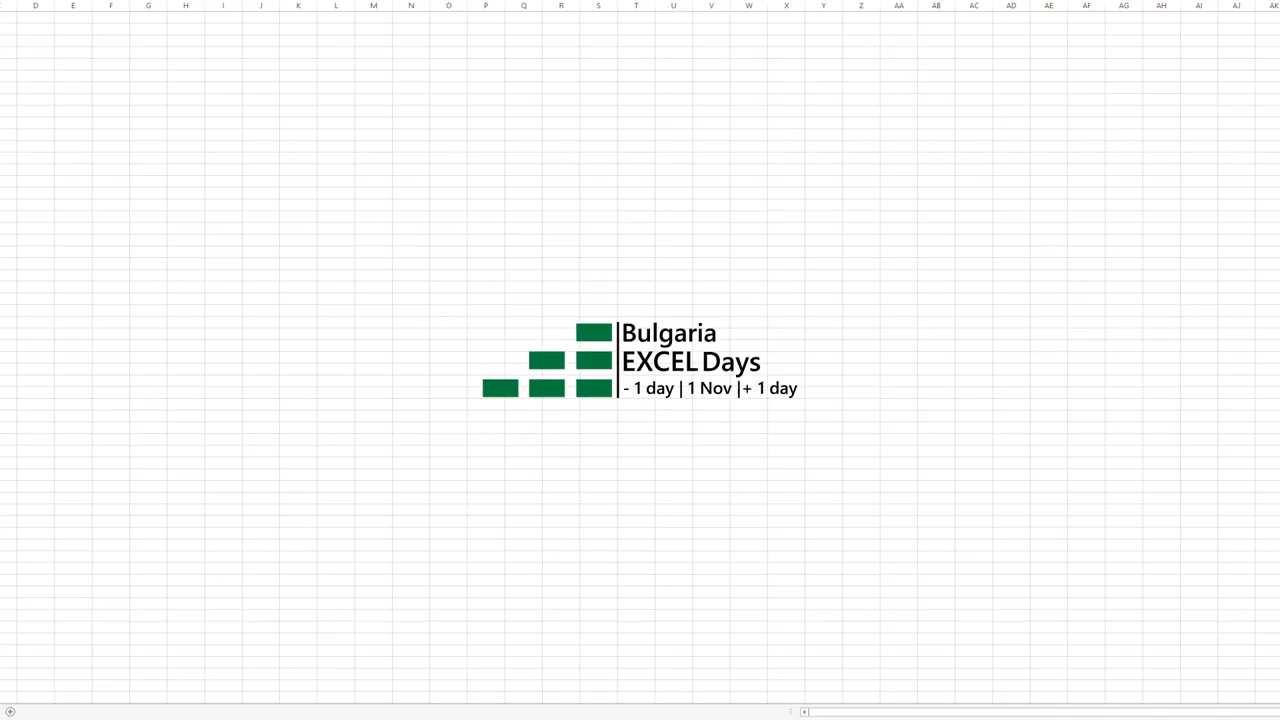 D E F G H I J K L M N O P Q R S T U V W X Y Z AA AB AC AD AE AF AG AH AI AJ AK
Bulgaria
EXCEL Days
- 1 day | 1 Nov |+ 1 day